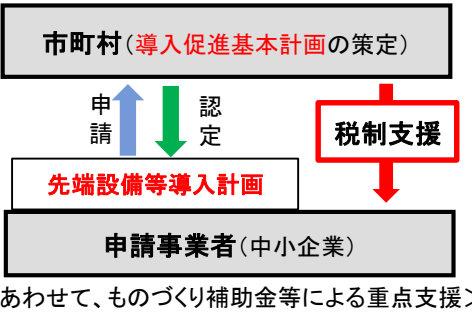 市町村（導入促進基本計画の策定）
申請
認定
税制支援
先端設備等導入計画
申請事業者（中小企業）
あわせて、ものづくり補助金等による重点支援＞